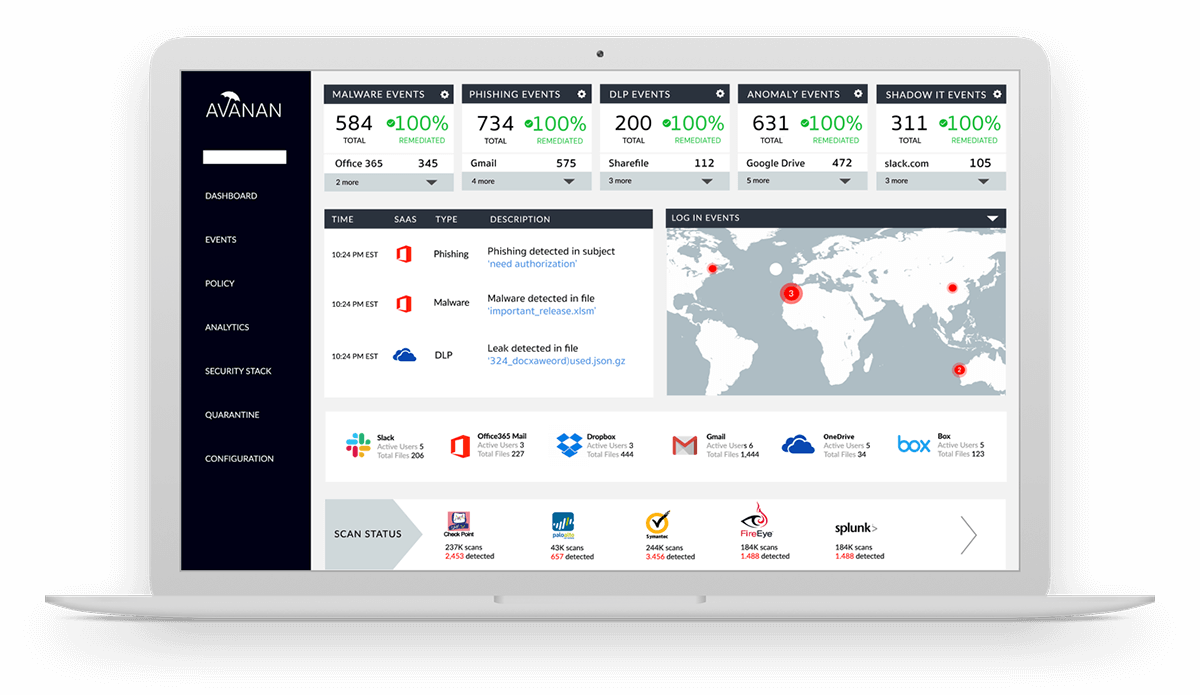 AVANAN
DASHBOARD
EVENTS
POLICY
ANALYTICS
SECURITY STACK
QUARANTINE
CONFIGURATION
MALWARE EVENTS
584 100%
TOTAL REMEDIATED
Office 365 345
2 more
PHISHING EVENTS
734 100%
TOTAL REMEDIATED
Gmail 575
4 more
DLP EVENTS
200 100%
TOTAL REMEDIATED
Sharefile 112
3 more
ANOMALY EVENTS
631 100%
TOTAL REMEDIATED
Google Drive 472
5 more
SHADOW IT EVENTS
311 100%
TOTAL REMEDIATED
slack.com 105
3 more
TIME SAAS TYPE DESCRIPTION
10:24 PM EST Phishing Phishing detected in subject
'need authorization'
10:24 PM EST Malware Malware detected in file
'important_release.xlsm'
10:24 PM EST DLP Leak detected in file
'324_docxaweord)used.json.gz
LOG IN EVENTS
3
2
Slack
Active Users 5
Total Files 206
Office365 Mail
Active Users 3
Total Files 227
Dropbox
Active Users 3
Total Files 444
Gmail
Active Users 6
Total Files 1,444
OneDrive
Active Users 5
Total Files 34
box
Box
Active Users 5
Total Files 123
SCAN STATUS
Check Point
237K scans
2,453 detected
paloalto
43K scans
657 detected
Symantec
244K scans
3.456 detected
FireEye
184K scans
1.488 detected
splunk>
184K scans
1.488 detected